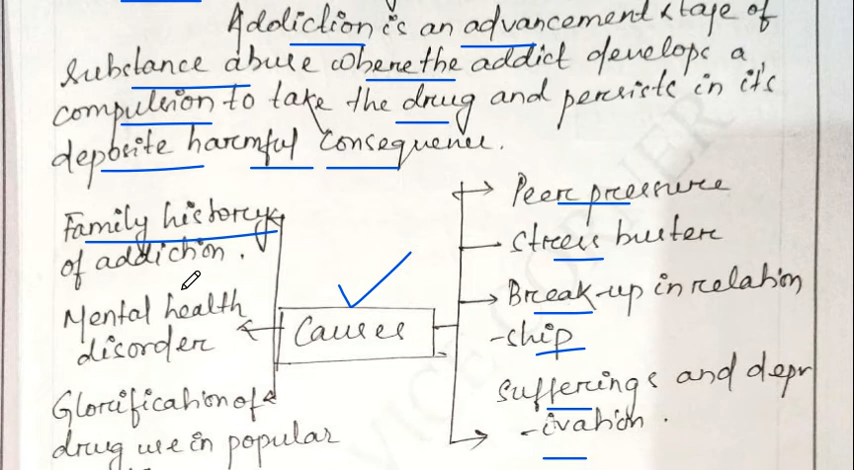 Addiction is an advancement stage of
substance abuse where the addict develops a
compulsion to take the drug and persists in it's
deposite harmful consequence.
Family history
of addiction.
Mental health
disorder
Glorification of
drug use in popular
Causes
Peer pressure
Stress buster
Break-up in relation
-ship
Sufferings and depr
-ivation.